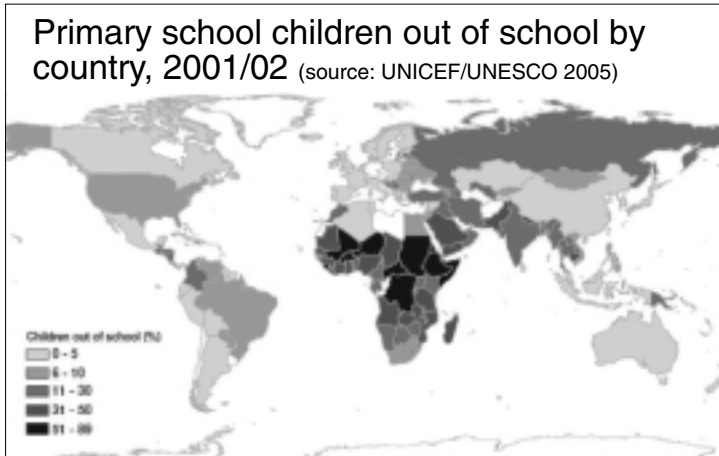 Primary school children out of school by
country, 2001/02 (source: UNICEF/UNESCO 2005)
Children out of school (%)
0 - 5
6 - 10
11 - 30
31 - 50
51 - 89